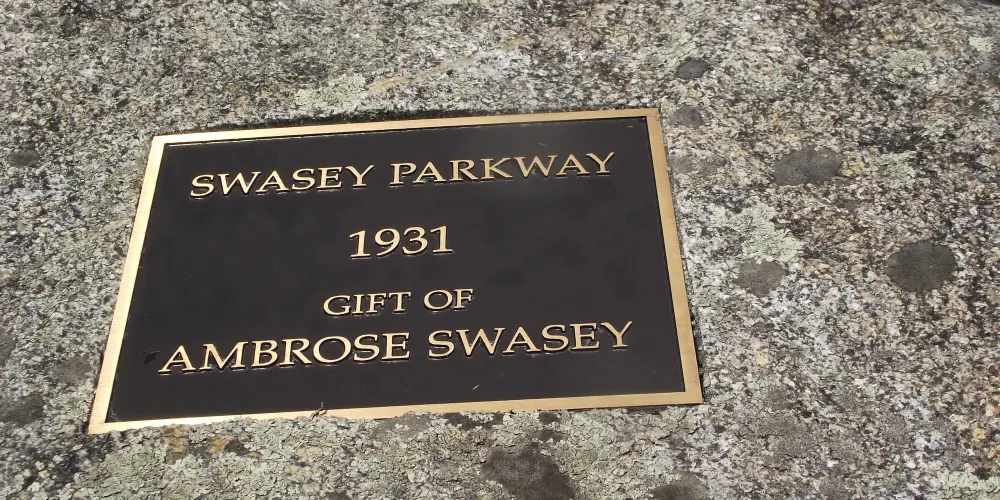 SWASEY PARKWAY
1931
GIFT OF
AMBROSE SWASEY